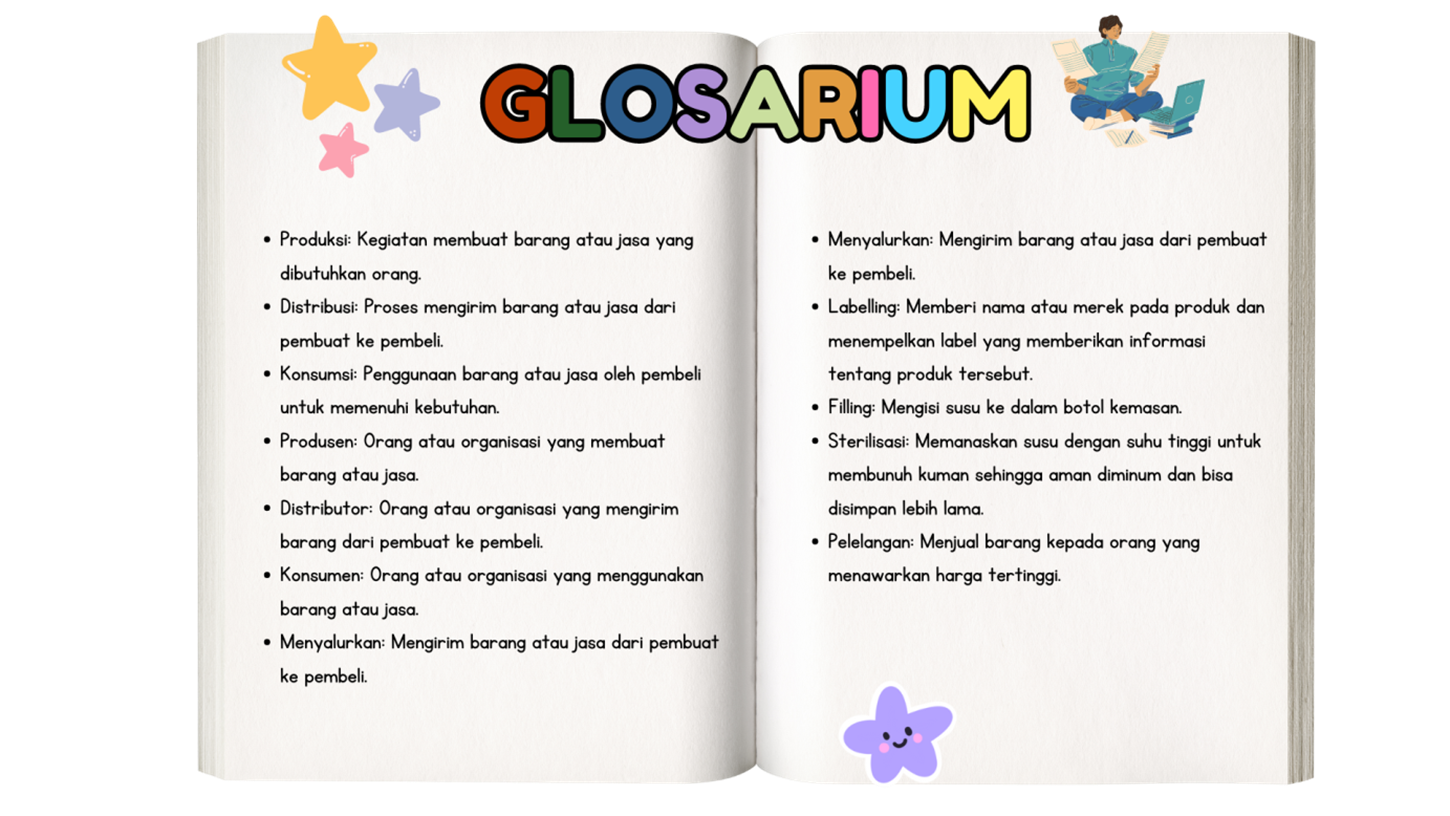 GLOSARIUM
• Produksi: Kegiatan membuat barang atau jasa yang
dibutuhkan orang.
• Distribusi: Proses mengirim barang atau jasa dari
pembuat ke pembeli.
• Konsumsi: Penggunaan barang atau jasa oleh pembeli
untuk memenuhi kebutuhan.
• Produsen: Orang atau organisasi yang membuat
barang atau jasa.
• Distributor: Orang atau organisasi yang mengirim
barang dari pembuat ke pembeli.
• Konsumen: Orang atau organisasi yang menggunakan
barang atau jasa.
• Menyalurkan: Mengirim barang atau jasa dari pembuat
ke pembeli.
• Menyalurkan: Mengirim barang atau jasa dari pembuat
ke pembeli.
• Labelling: Memberi nama atau merek pada produk dan
menempelkan label yang memberikan informasi
tentang produk tersebut.
• Filling: Mengisi susu ke dalam botol kemasan.
• Sterilisasi: Memanaskan susu dengan suhu tinggi untuk
membunuh kuman sehingga aman diminum dan bisa
disimpan lebih lama.
• Pelelangan: Menjual barang kepada orang yang
menawarkan harga tertinggi.